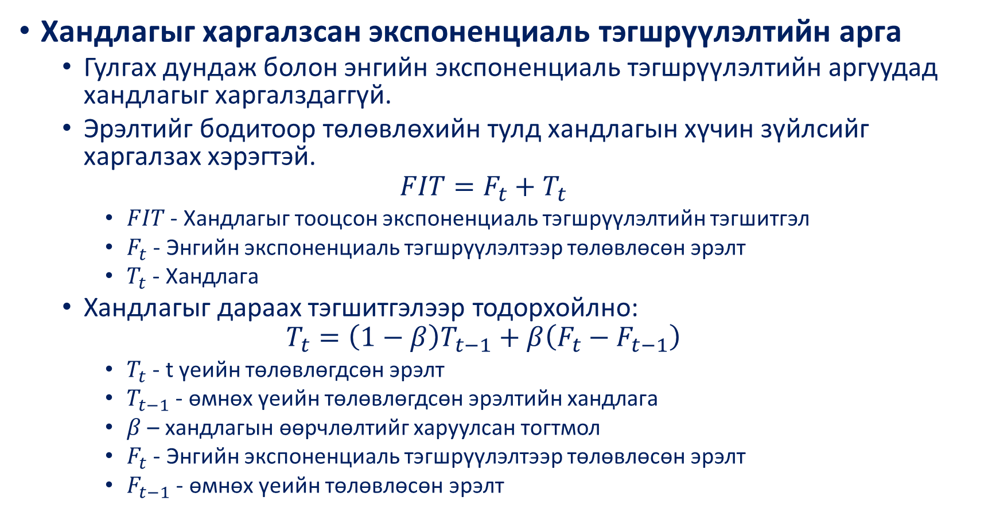 • Хандлагыг харгалзсан экспоненциаль тэгшрүүлэлтийн арга
• Гулгах дундаж болон энгийн экспоненциаль тэгшрүүлэлтийн аргуудад
хандлагыг харгалздаггүй.
• Эрэлтийг бодитоор төлөвлөхийн тулд хандлагын хүчин зүйлсийг
харгалзах хэрэгтэй.
FIT = F_t + T_t
• FIT - Хандлагыг тооцсон экспоненциаль тэгшрүүлэлтийн тэгшитгэл
• F_t - Энгийн экспоненциаль тэгшрүүлэлтээр төлөвлөсөн эрэлт
• T_t - Хандлага
• Хандлагыг дараах тэгшитгэлээр тодорхойлно:
T_t = (1 − β)T_{t−1} + β(F_t − F_{t−1})
• T_t - t үеийн төлөвлөгдсөн эрэлт
• T_{t−1} - өмнөх үеийн төлөвлөгдсөн эрэлтийн хандлага
• β – хандлагын өөрчлөлтийг харуулсан тогтмол
• F_t - Энгийн экспоненциаль тэгшрүүлэлтээр төлөвлөсөн эрэлт
• F_{t−1} - өмнөх үеийн төлөвлөсөн эрэлт